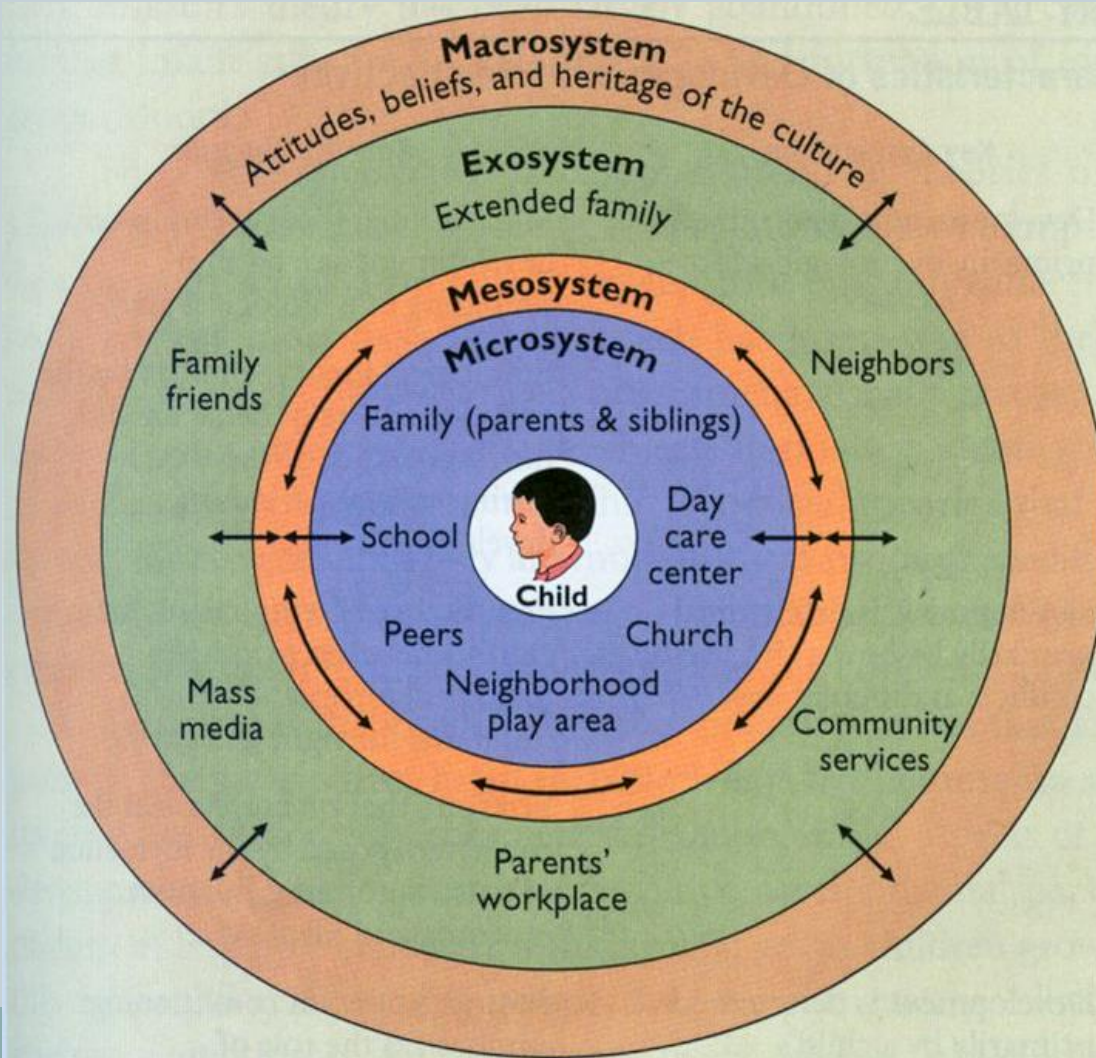 Macrosystem
Attitudes, beliefs, and heritage of the culture
Exosystem
Extended family
Mesosystem
Microsystem
Family
friends
Neighbors
Family (parents & siblings)
School
Day
care
center
Child
Peers
Church
Neighborhood
play area
Mass
media
Community
services
Parents’
workplace